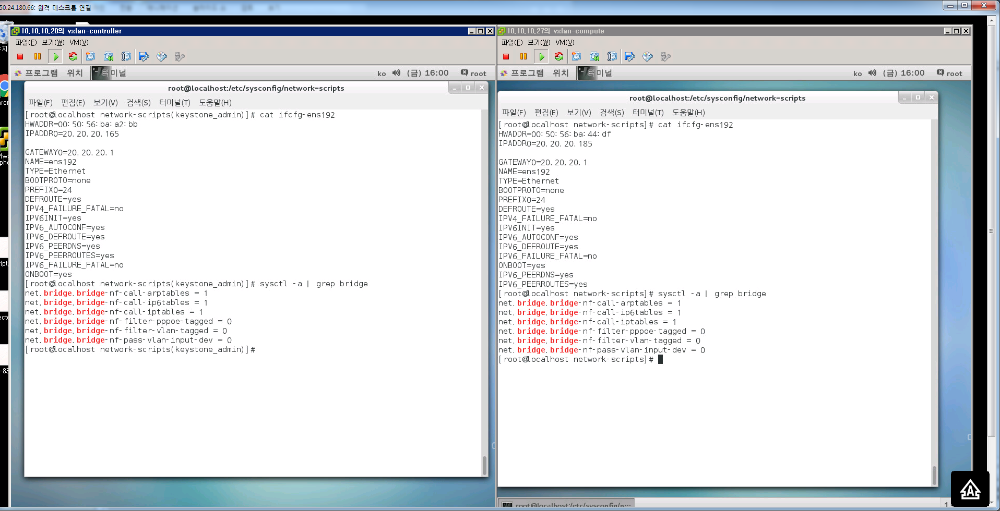 50.24.180.66: 원격 데스크톱 연결
10.10.10.20의 vxlan-controller
파일(F) 보기(W) VM(V)
프로그램 위치 터미널 ko (금) 16:00 root
root@localhost:/etc/sysconfig/network-scripts
파일(F) 편집(E) 보기(V) 검색(S) 터미널(T) 도움말(H)
[root@localhost network-scripts(keystone_admin)]# cat ifcfg-ens192
HWADDR=00:50:56:ba:a2:bb
IPADDR0=20.20.20.165
GATEWAY0=20.20.20.1
NAME=ens192
TYPE=Ethernet
BOOTPROTO=none
PREFIX0=24
DEFROUTE=yes
IPV4_FAILURE_FATAL=no
IPV6INIT=yes
IPV6_AUTOCONF=yes
IPV6_DEFROUTE=yes
IPV6_PEERDNS=yes
IPV6_PEERROUTES=yes
IPV6_FAILURE_FATAL=no
ONBOOT=yes
[root@localhost network-scripts(keystone_admin)]# sysctl -a | grep bridge
net.bridge.bridge-nf-call-arptables = 1
net.bridge.bridge-nf-call-ip6tables = 1
net.bridge.bridge-nf-call-iptables = 1
net.bridge.bridge-nf-filter-pppoe-tagged = 0
net.bridge.bridge-nf-filter-vlan-tagged = 0
net.bridge.bridge-nf-pass-vlan-input-dev = 0
[root@localhost network-scripts(keystone_admin)]#
10.10.10.27의 vxlan-compute
파일(F) 보기(W) VM(V)
프로그램 위치 터미널 ko (금) 16:00 root
root@localhost:/etc/sysconfig/network-scripts
파일(F) 편집(E) 보기(V) 검색(S) 터미널(T) 도움말(H)
[root@localhost network-scripts]# cat ifcfg-ens192
HWADDR=00:50:56:ba:44:df
IPADDR0=20.20.20.185
GATEWAY0=20.20.20.1
NAME=ens192
TYPE=Ethernet
BOOTPROTO=none
PREFIX0=24
DEFROUTE=yes
IPV4_FAILURE_FATAL=no
IPV6INIT=yes
IPV6_AUTOCONF=yes
IPV6_DEFROUTE=yes
IPV6_FAILURE_FATAL=no
ONBOOT=yes
IPV6_PEERDNS=yes
IPV6_PEERROUTES=yes
[root@localhost network-scripts]# sysctl -a | grep bridge
net.bridge.bridge-nf-call-arptables = 1
net.bridge.bridge-nf-call-ip6tables = 1
net.bridge.bridge-nf-call-iptables = 1
net.bridge.bridge-nf-filter-pppoe-tagged = 0
net.bridge.bridge-nf-filter-vlan-tagged = 0
net.bridge.bridge-nf-pass-vlan-input-dev = 0
[root@localhost network-scripts]#
root@localhost:/etc/sysconfig/n...
1